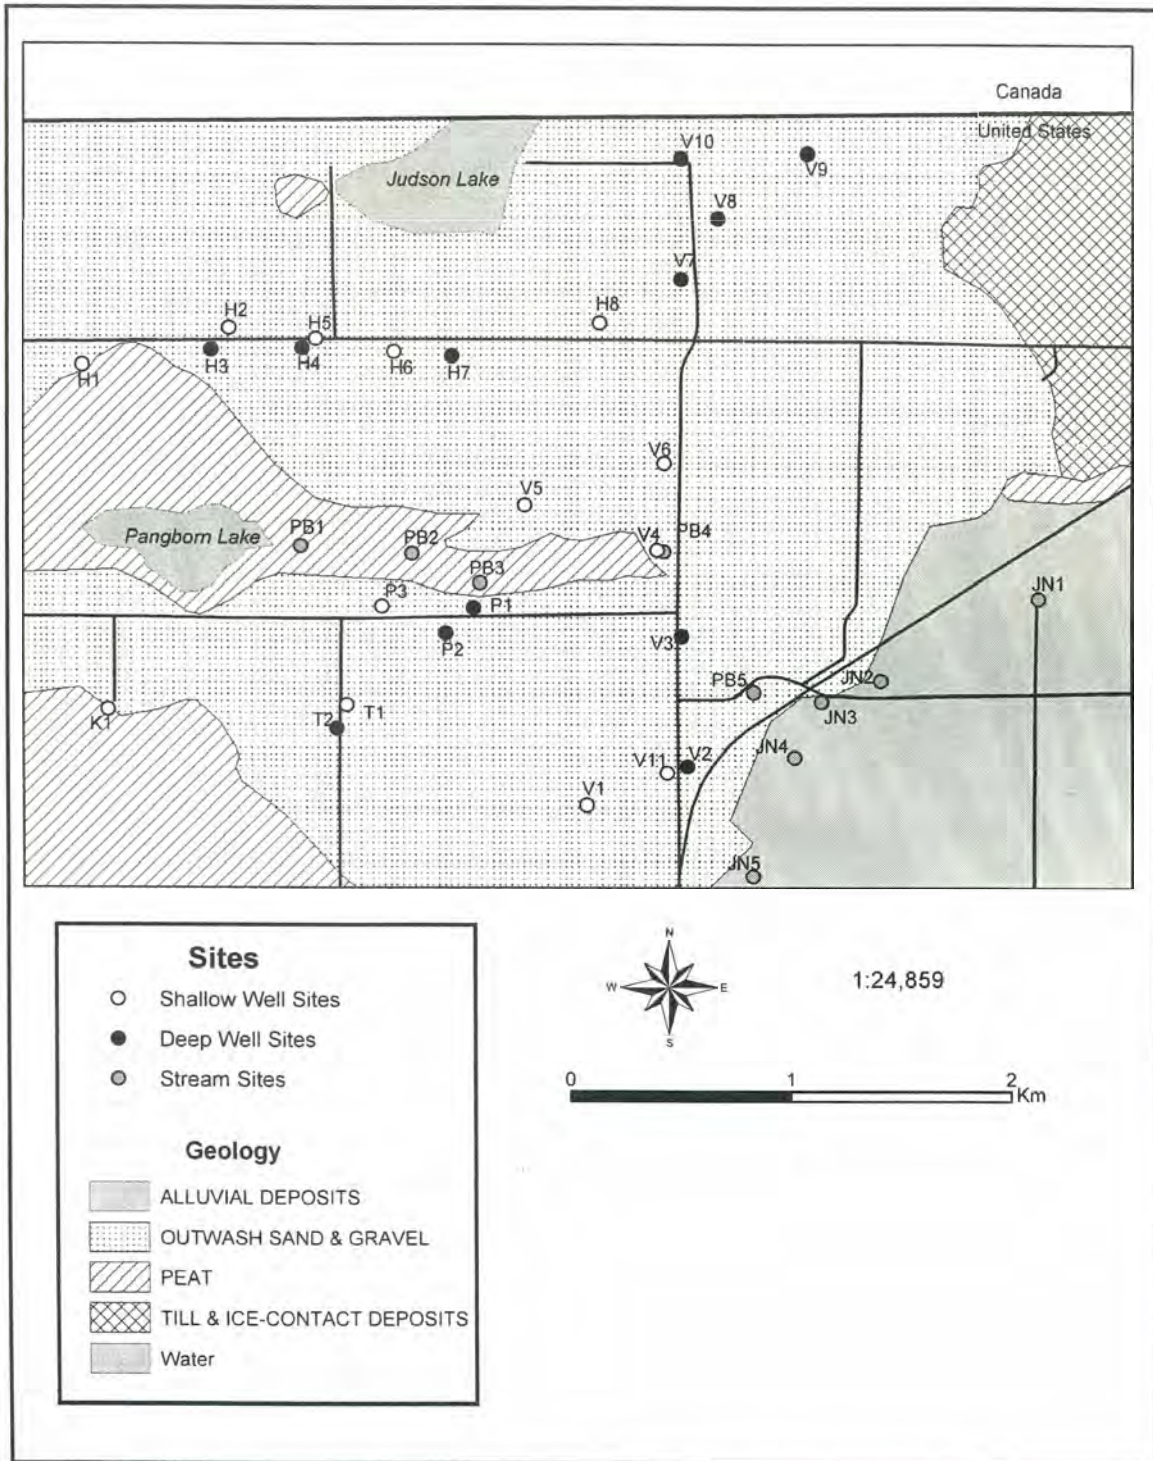 Canada
United States
V10
V9
Judson Lake
V8
V7
H2
H5
H8
H1
H3
H4
H6
H7
V6
V5
Pangborn Lake
PB1
PB2
V4
PB4
PB3
P3
P1
JN1
P2
V3
PB5
JN2
K1
T2
T1
JN3
V11
V2
JN4
V1
JN5
Sites
Shallow Well Sites
Deep Well Sites
Stream Sites
Geology
ALLUVIAL DEPOSITS
OUTWASH SAND & GRAVEL
PEAT
TILL & ICE-CONTACT DEPOSITS
Water
N
W
E
S
1:24,859
0 1 2
Km